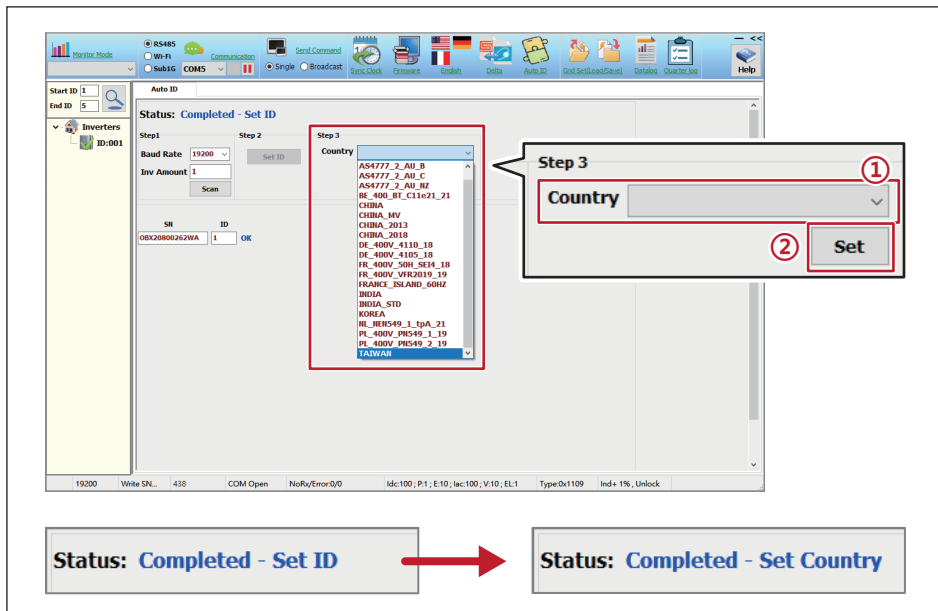 Monitor Mode
RS485
Wi-Fi
Sub1G
COM5
Communication
Send Command
Single
Broadcast
Sync Clock
Firmware
English
Delta
Auto ID
Grid Set(Load/Save)
Datalog
Quarter log
— <<
Help
Start ID 1
End ID 5
Inverters
ID:001
Auto ID
Status: Completed - Set ID
Step1
Step 2
Step 3
Baud Rate 19200
Set ID
Inv Amount 1
Scan
SN ID
OBX20800262WA 1 OK
Country
AS4777_2_AU_B
AS4777_2_AU_C
AS4777_2_AU_NZ
BE_400_BT_C11e21_21
CHINA
CHINA_MV
CHINA_2013
CHINA_2018
DE_400V_4110_18
DE_400V_4105_18
FR_400V_50H_SEI4_18
FR_400V_VFR2019_19
FRANCE_ISLAND_60HZ
INDIA
INDIA_STD
KOREA
NL_NEN549_1_tpA_21
PL_400V_PN549_1_19
PL_400V_PN549_2_19
TAIWAN
Step 3
①
Country
②
Set
19200 Write SN... 438 COM Open NoRx/Error:0/0 Idc:100 ; P:1 ; E:10 ; Iac:100 ; V:10 ; EL:1 Type:0x1109 Ind+ 1% , Unlock
Status: Completed - Set ID
Status: Completed - Set Country